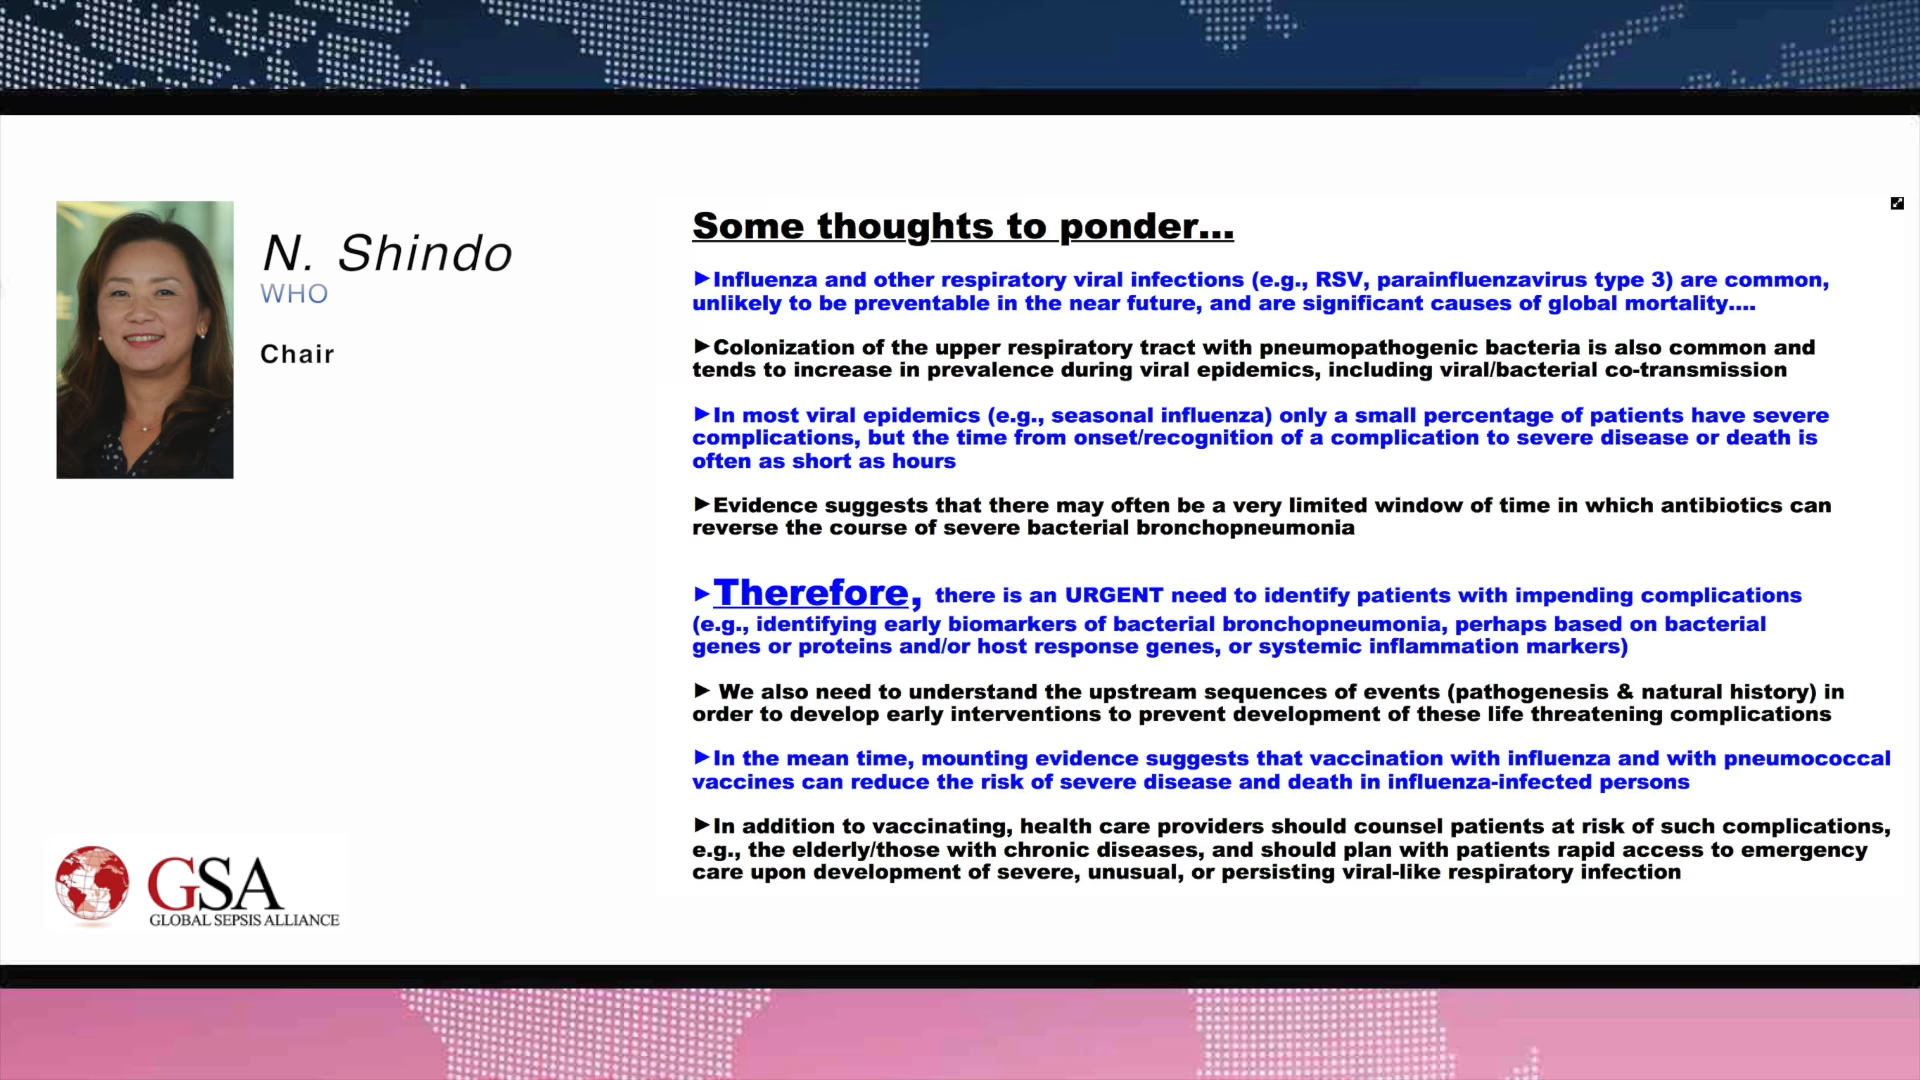 N. Shindo
WHO
Chair
Some thoughts to ponder...
►Influenza and other respiratory viral infections (e.g., RSV, parainfluenzavirus type 3) are common,
unlikely to be preventable in the near future, and are significant causes of global mortality....
►Colonization of the upper respiratory tract with pneumopathogenic bacteria is also common and
tends to increase in prevalence during viral epidemics, including viral/bacterial co-transmission
►In most viral epidemics (e.g., seasonal influenza) only a small percentage of patients have severe
complications, but the time from onset/recognition of a complication to severe disease or death is
often as short as hours
►Evidence suggests that there may often be a very limited window of time in which antibiotics can
reverse the course of severe bacterial bronchopneumonia
►Therefore, there is an URGENT need to identify patients with impending complications
(e.g., identifying early biomarkers of bacterial bronchopneumonia, perhaps based on bacterial
genes or proteins and/or host response genes, or systemic inflammation markers)
► We also need to understand the upstream sequences of events (pathogenesis & natural history) in
order to develop early interventions to prevent development of these life threatening complications
►In the mean time, mounting evidence suggests that vaccination with influenza and with pneumococcal
vaccines can reduce the risk of severe disease and death in influenza-infected persons
►In addition to vaccinating, health care providers should counsel patients at risk of such complications,
e.g., the elderly/those with chronic diseases, and should plan with patients rapid access to emergency
care upon development of severe, unusual, or persisting viral-like respiratory infection
GSA
GLOBAL SEPSIS ALLIANCE